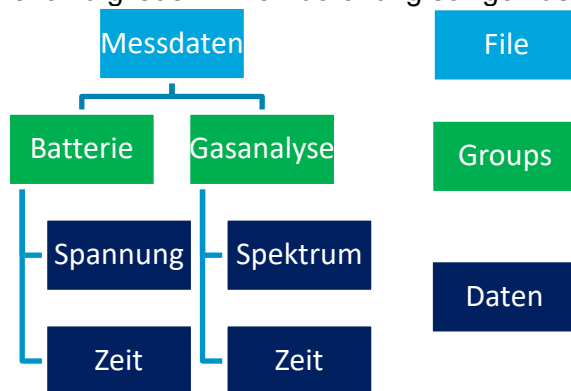 Messdaten
File
Batterie
Gasanalyse
Groups
Spannung
Spektrum
Daten
Zeit
Zeit